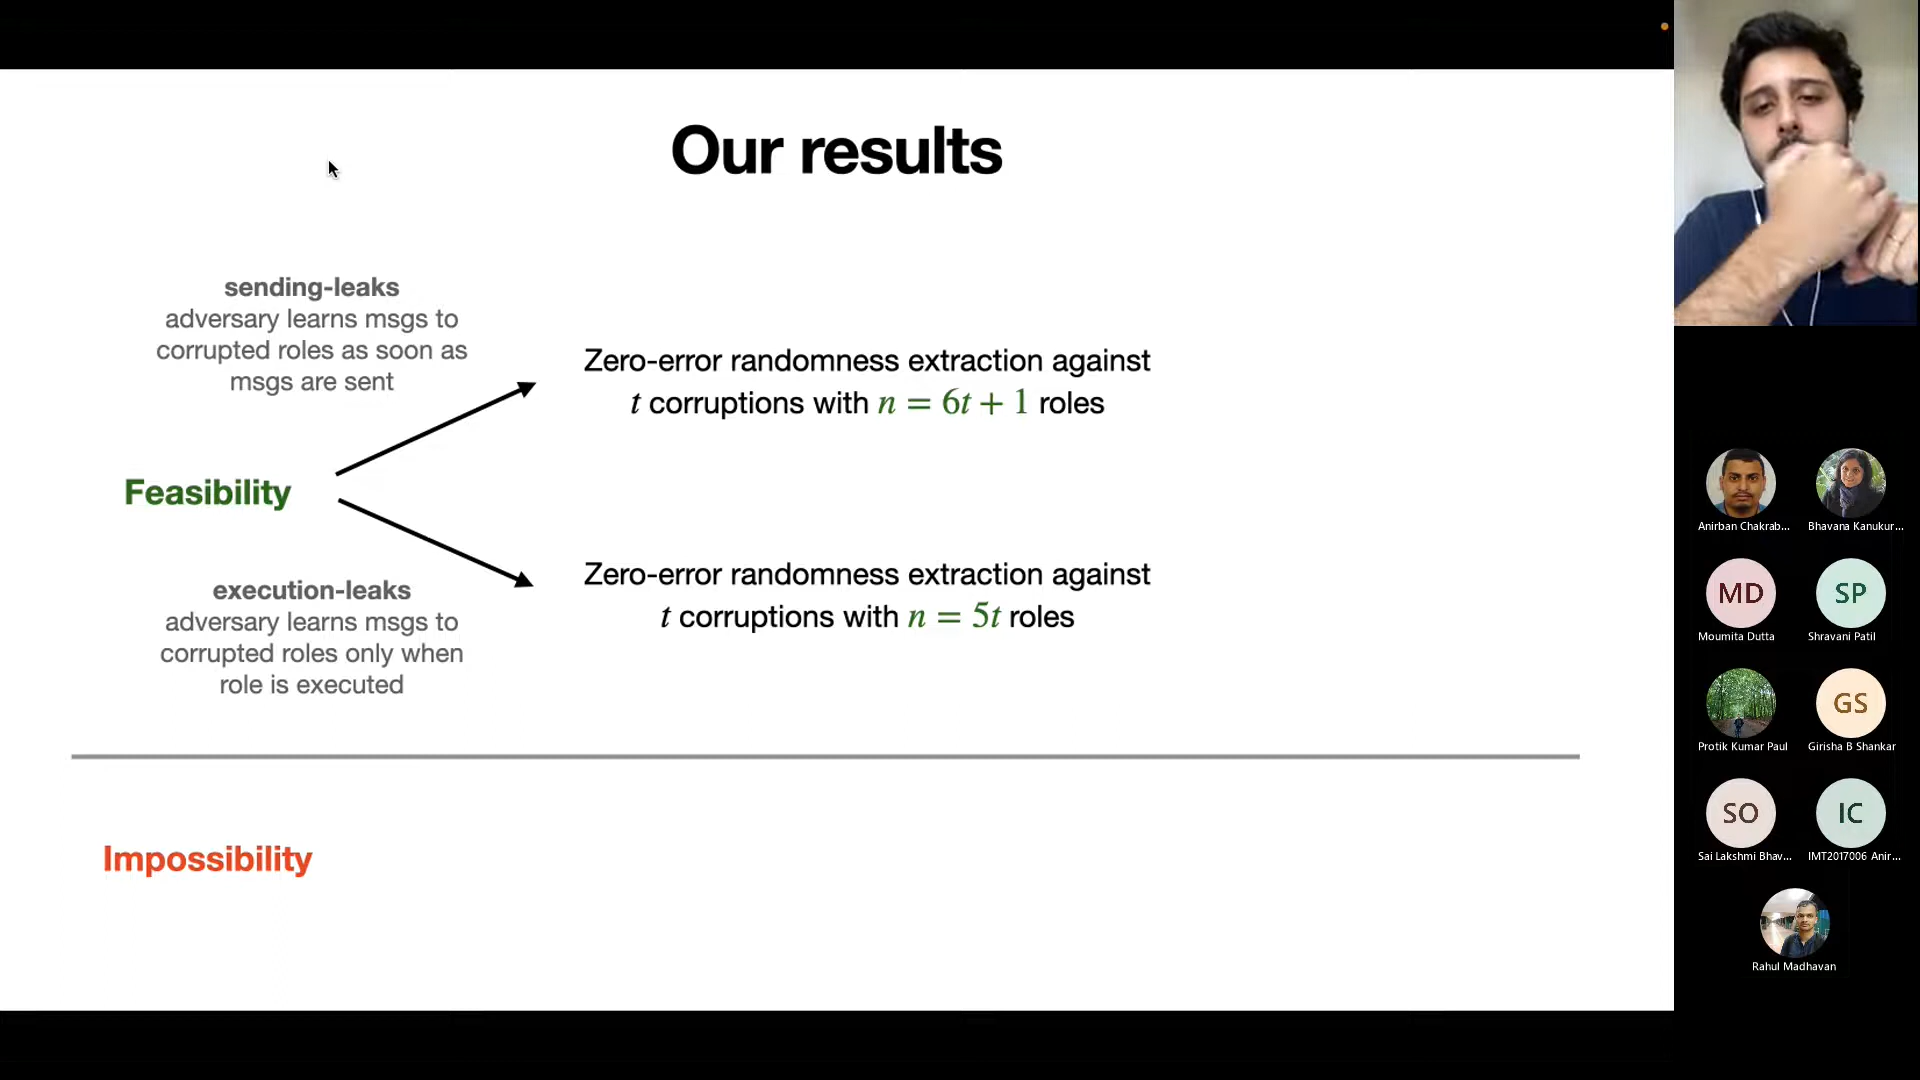 Our results
sending-leaks
adversary learns msgs to
corrupted roles as soon as
msgs are sent
Zero-error randomness extraction against
t corruptions with n = 6t + 1 roles
Feasibility
execution-leaks
adversary learns msgs to
corrupted roles only when
role is executed
Zero-error randomness extraction against
t corruptions with n = 5t roles
Impossibility
Anirban Chakrab...
Bhavana Kanukur...
MD
SP
Moumita Dutta
Shravani Patil
GS
Protik Kumar Paul
Girisha B Shankar
SO
IC
Sai Lakshmi Bhav...
IMT2017006 Anir...
Rahul Madhavan